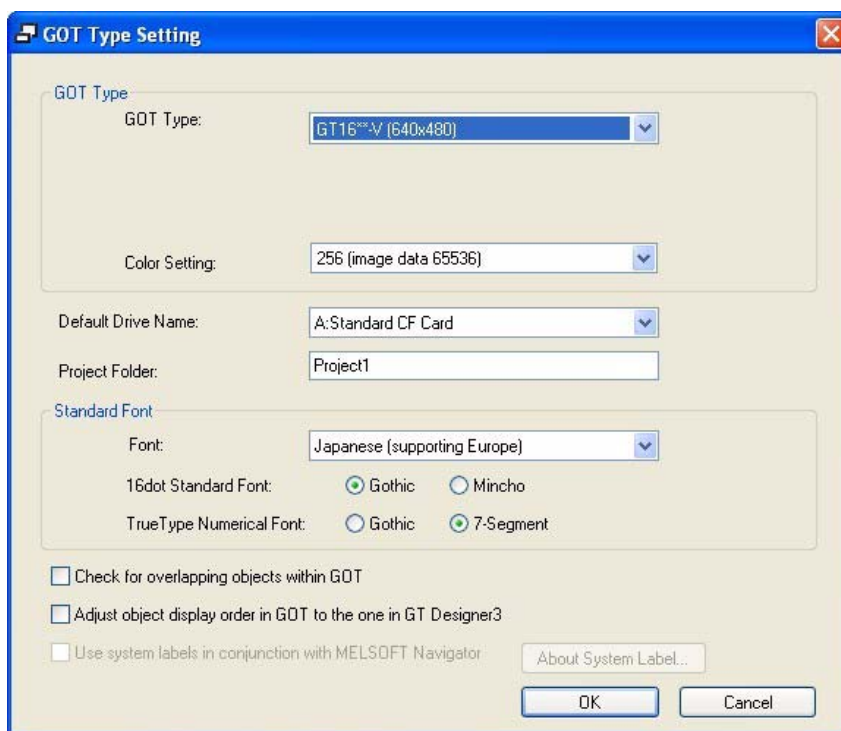 GOT Type Setting
GOT Type
GOT Type: GT16**-V (640x480)
Color Setting: 256 (image data 65536)
Default Drive Name: A:Standard CF Card
Project Folder: Project1
Standard Font
Font: Japanese (supporting Europe)
16dot Standard Font: Gothic Mincho
TrueType Numerical Font: Gothic 7-Segment
Check for overlapping objects within GOT
Adjust object display order in GOT to the one in GT Designer3
Use system labels in conjunction with MELSOFT Navigator About System Label...
OK Cancel